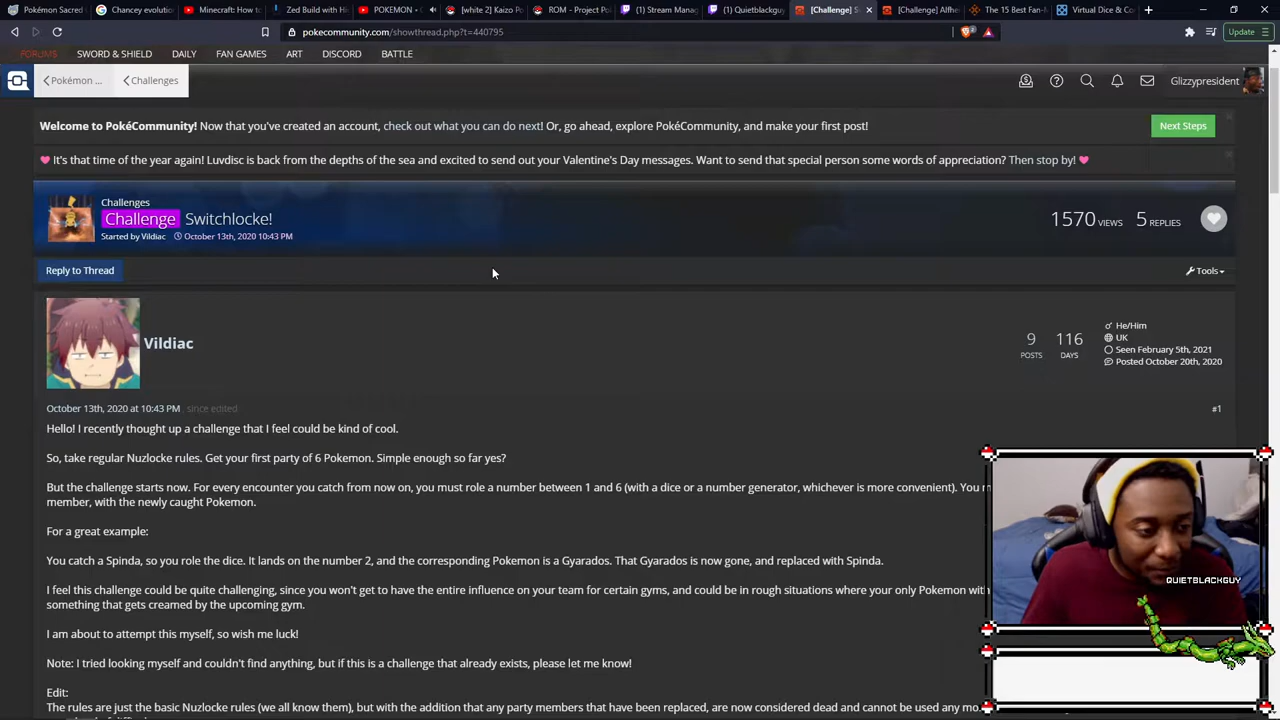 Pokémon Sacred
Chancey evolution
Minecraft: How to
Zed Build with Hi
POKEMON •
[white 2] Kaizo Po
ROM - Project Po
(1) Stream Manag
Quietblackguy
[Challenge] S
[Challenge] Alfhe
The 15 Best Fan-M
Virtual Dice & Co
pokecommunity.com/showthread.php?t=440795
Update
FORUMS SWORD & SHIELD DAILY FAN GAMES ART DISCORD BATTLE
Pokémon ... Challenges Glizzypresident
Welcome to PokéCommunity! Now that you've created an account, check out what you can do next! Or, go ahead, explore PokéCommunity, and make your first post! Next Steps
It's that time of the year again! Luvdisc is back from the depths of the sea and excited to send out your Valentine's Day messages. Want to send that special person some words of appreciation? Then stop by!
Challenges
Challenge Switchlocke! 1570 VIEWS 5 REPLIES
Started by Vildiac October 13th, 2020 10:43 PM
Reply to Thread Tools
Vildiac
9 POSTS
116 DAYS
He/Him
UK
Seen February 5th, 2021
Posted October 20th, 2020
October 13th, 2020 at 10:43 PM , since edited #1
Hello! I recently thought up a challenge that I feel could be kind of cool.
So, take regular Nuzlocke rules. Get your first party of 6 Pokemon. Simple enough so far yes?
But the challenge starts now. For every encounter you catch from now on, you must role a number between 1 and 6 (with a dice or a number generator, whichever is more convenient). You m
member, with the newly caught Pokemon.
For a great example:
You catch a Spinda, so you role the dice. It lands on the number 2, and the corresponding Pokemon is a Gyarados. That Gyarados is now gone, and replaced with Spinda.
I feel this challenge could be quite challenging, since you won't get to have the entire influence on your team for certain gyms, and could be in rough situations where your only Pokemon with
something that gets creamed by the upcoming gym.
I am about to attempt this myself, so wish me luck!
Note: I tried looking myself and couldn't find anything, but if this is a challenge that already exists, please let me know!
Edit:
The rules are just the basic Nuzlocke rules (we all know them), but with the addition that any party members that have been replaced, are now considered dead and cannot be used any mo
QUIETBLACKGUY